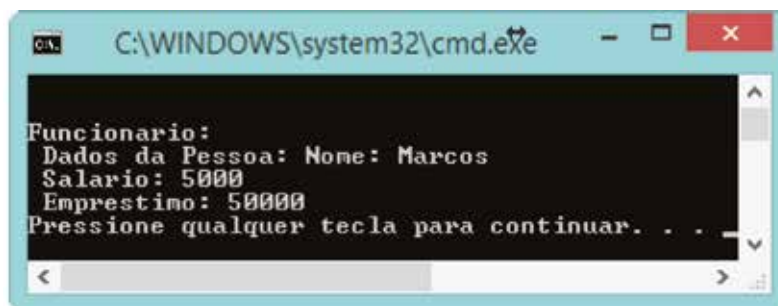 C:\WINDOWS\system32\cmd.exe
Funcionario:
Dados da Pessoa: Nome: Marcos
Salario: 5000
Emprestimo: 50000
Pressione qualquer tecla para continuar. . . _